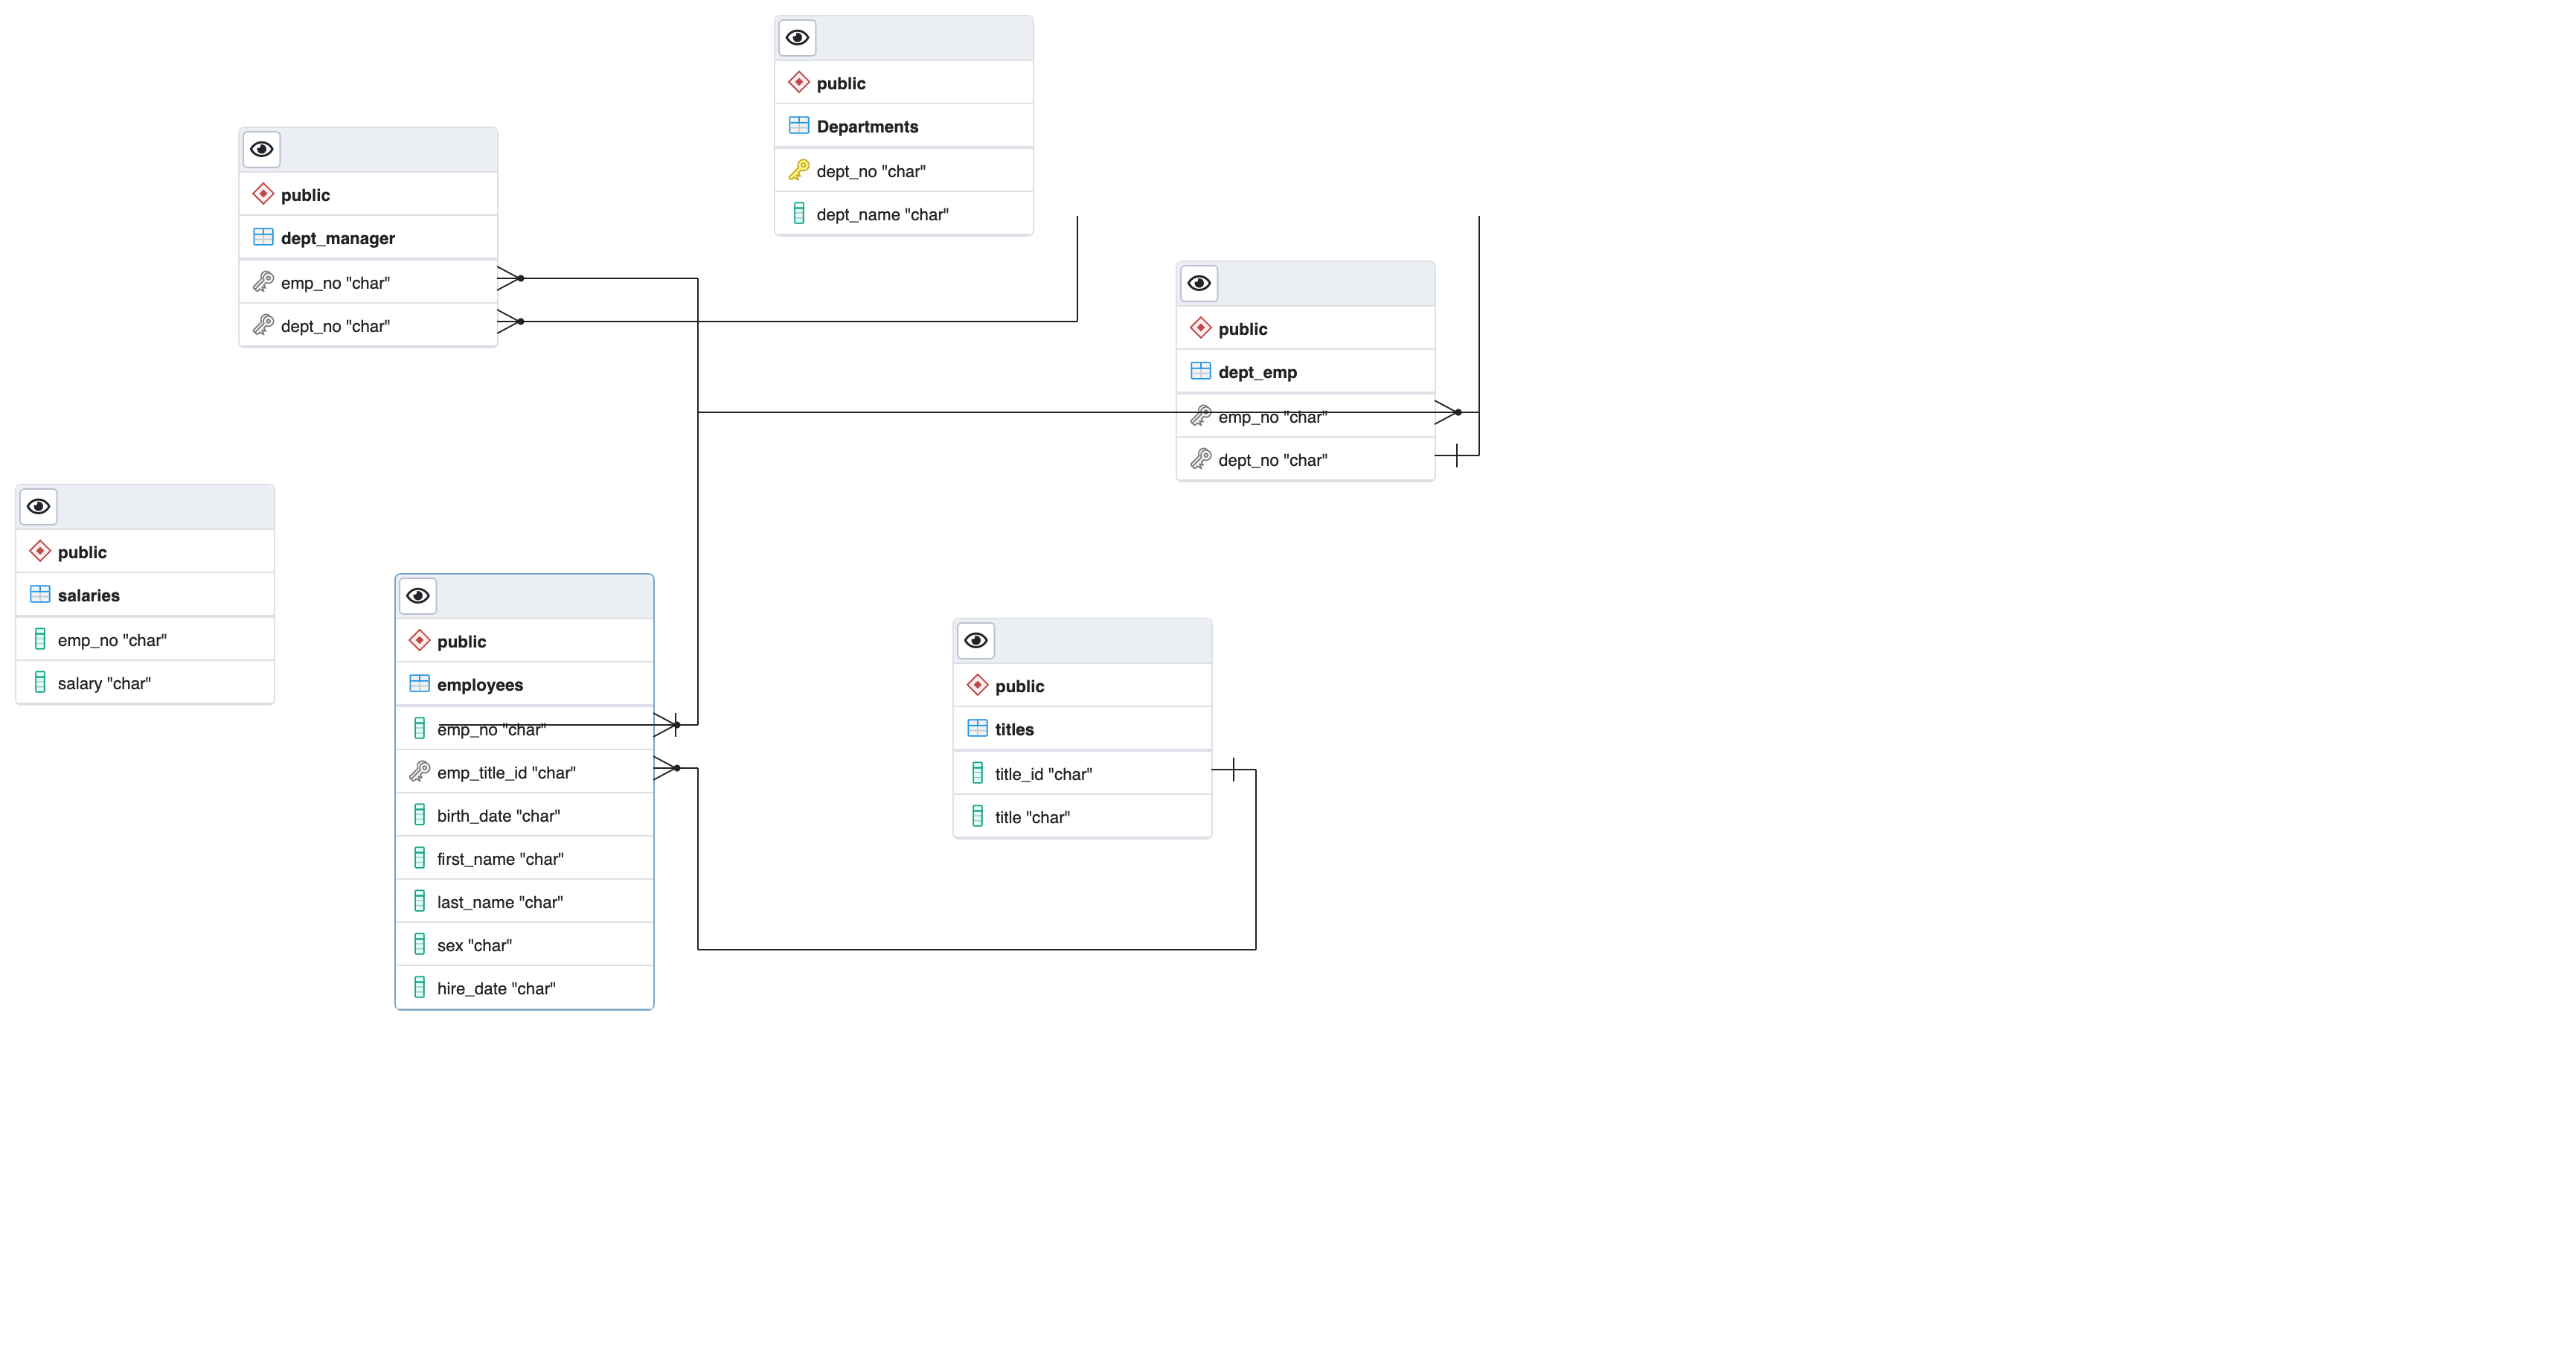 public
Departments
dept_no "char"
dept_name "char"
public
dept_manager
emp_no "char"
dept_no "char"
public
dept_emp
emp_no "char"
dept_no "char"
public
salaries
emp_no "char"
salary "char"
public
employees
emp_no "char"
emp_title_id "char"
birth_date "char"
first_name "char"
last_name "char"
sex "char"
hire_date "char"
public
titles
title_id "char"
title "char"